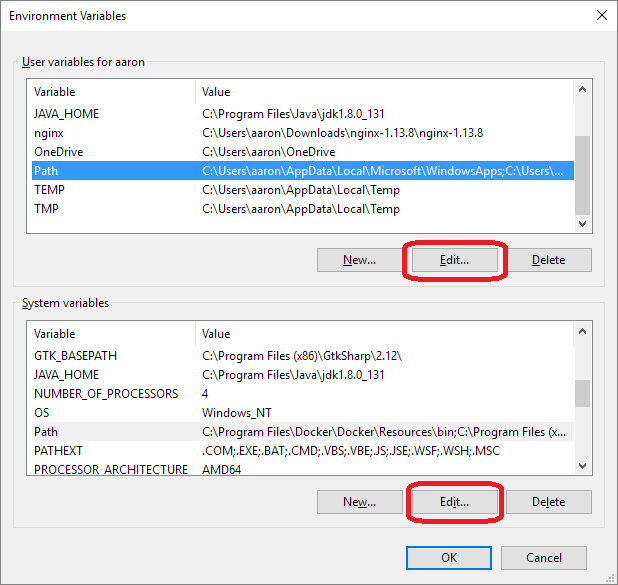 Environment Variables
User variables for aaron
Variable Value
JAVA_HOME C:\Program Files\Java\jdk1.8.0_131
nginx C:\Users\aaron\Downloads\nginx-1.13.8\nginx-1.13.8
OneDrive C:\Users\aaron\OneDrive
Path C:\Users\aaron\AppData\Local\Microsoft\WindowsApps;C:\Users\...
TEMP C:\Users\aaron\AppData\Local\Temp
TMP C:\Users\aaron\AppData\Local\Temp
New... Edit... Delete
System variables
Variable Value
GTK_BASEPATH C:\Program Files (x86)\GtkSharp\2.12\
JAVA_HOME C:\Program Files\Java\jdk1.8.0_131
NUMBER_OF_PROCESSORS 4
OS Windows_NT
Path C:\Program Files\Docker\Docker\Resources\bin;C:\Program Files (x...
PATHEXT .COM;.EXE;.BAT;.CMD;.VBS;.VBE;.JS;.JSE;.WSF;.WSH;.MSC
PROCESSOR_ARCHITECTURE AMD64
New... Edit... Delete
OK Cancel